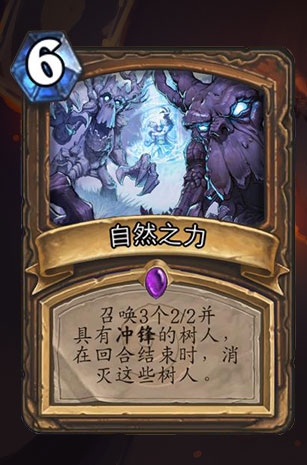 6
自然之力
召唤3个2/2并
具有冲锋的树人，
在回合结束时，消
灭这些树人。